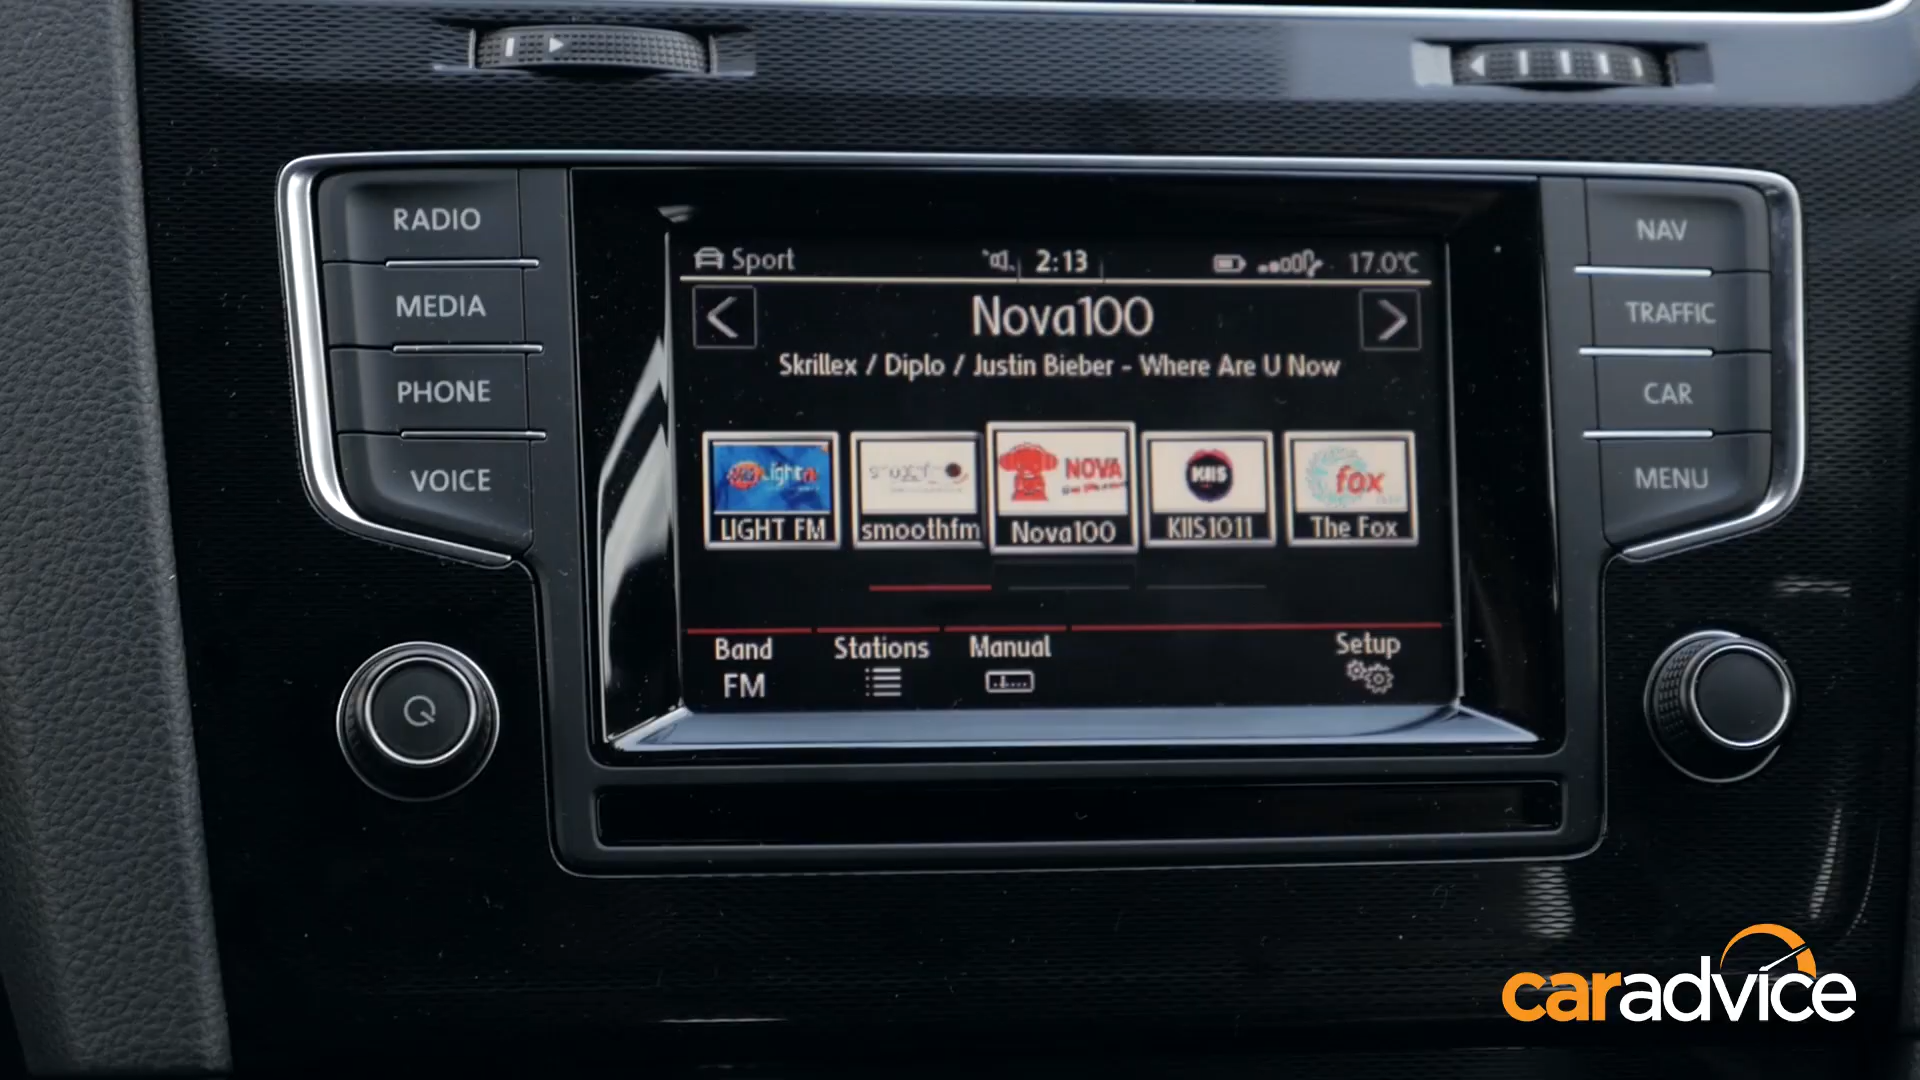 RADIO
MEDIA
PHONE
VOICE
Sport
2:13
17.0°C
Nova100
Skrillex / Diplo / Justin Bieber - Where Are U Now
Light
NOVA
KIIS
fox
LIGHT FM
smoothfm
Nova100
KIIS1011
The Fox
Band
Stations
Manual
Setup
FM
NAV
TRAFFIC
CAR
MENU
caradvice